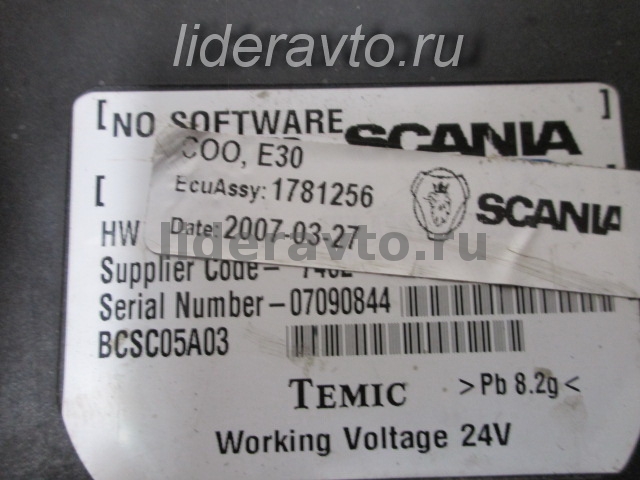 lideravto.ru
[NO SOFTWARE ]
SCANIA
COO, E30
[ EcuAssy: 1781256 SCANIA
Date: 2007-03-27
HW
lideravto.ru
Supplier Code-
Serial Number-07090844
BCSC05A03
TEMIC >Pb 8.2g<
Working Voltage 24V